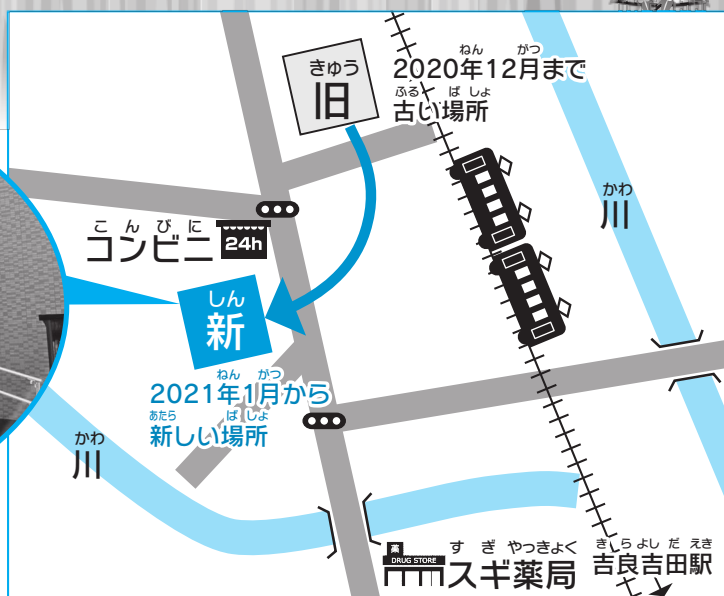 きゅう
旧
ねん がつ
2020年12月まで
ふる ば しょ
古い場所
かわ
川
こ ん び に
コンビニ
24h
しん
新
ねん がつ
2021年1月から
あたら ば しょ
新しい場所
かわ
川
薬
DRUG STORE
す ぎ やっきょく
スギ薬局
き ら よし だ えき
吉良吉田駅